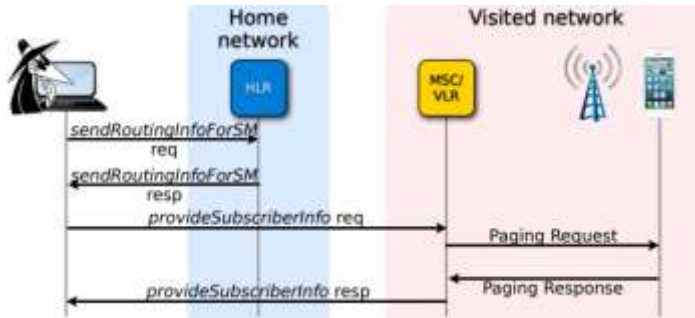 Home
network
Visited network
HLR
MSC/
VLR
sendRoutingInfoForSM
req
sendRoutingInfoForSM
resp
provideSubscriberInfo req
Paging Request
Paging Response
provideSubscriberInfo resp